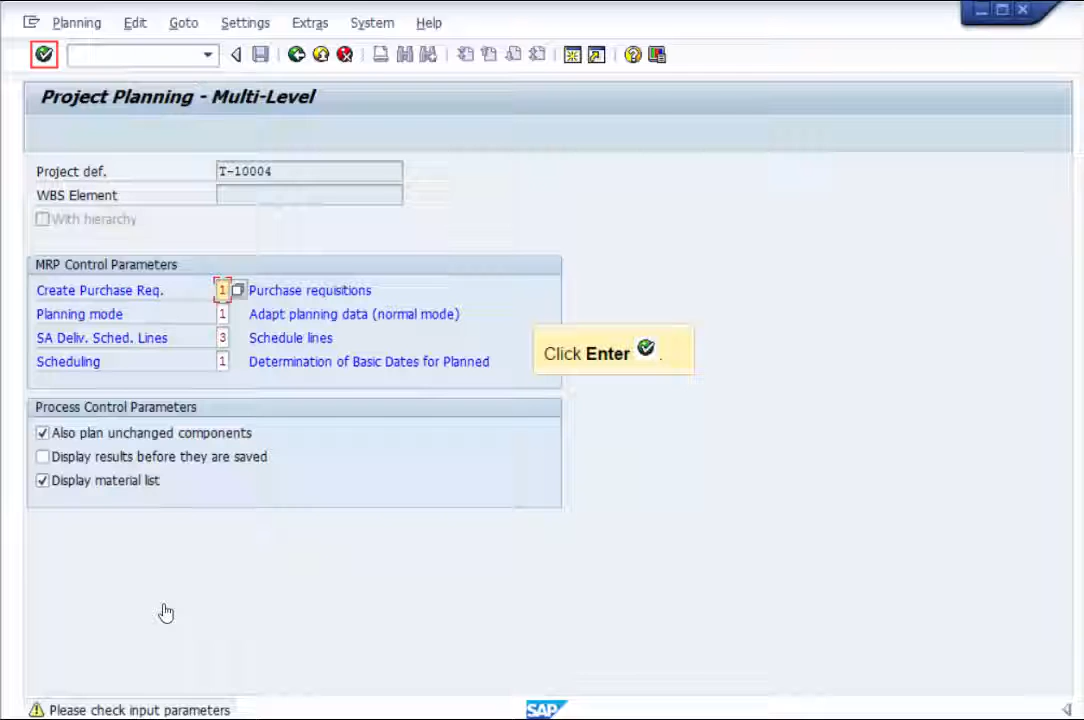 Planning Edit Goto Settings Extras System Help
Project Planning - Multi-Level
Project def. T-10004
WBS Element
With hierarchy
MRP Control Parameters
Create Purchase Req. 1 Purchase requisitions
Planning mode 1 Adapt planning data (normal mode)
SA Deliv. Sched. Lines 3 Schedule lines
Scheduling 1 Determination of Basic Dates for Planned
Click Enter .
Process Control Parameters
Also plan unchanged components
Display results before they are saved
Display material list
Please check input parameters
SAP